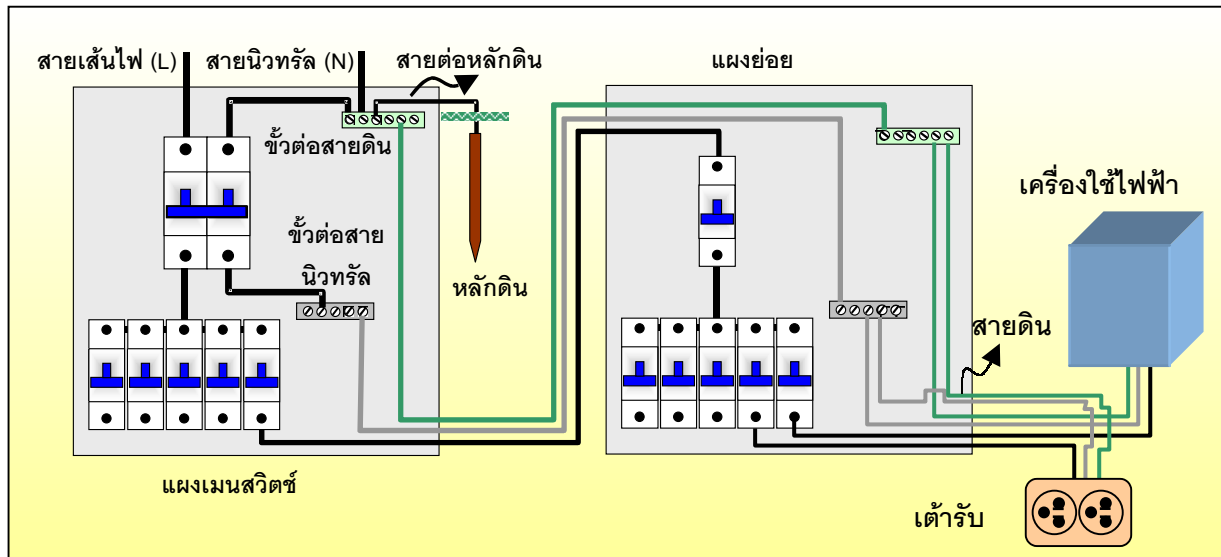 สายเส้นไฟ (L)
สายนิวทรัล (N)
สายต่อหลักดิน
แผงย่อย
ขั้วต่อสายดิน
เครื่องใช้ไฟฟ้า
ขั้วต่อสาย
นิวทรัล
หลักดิน
สายดิน
แผงเมนสวิตช์
เต้ารับ